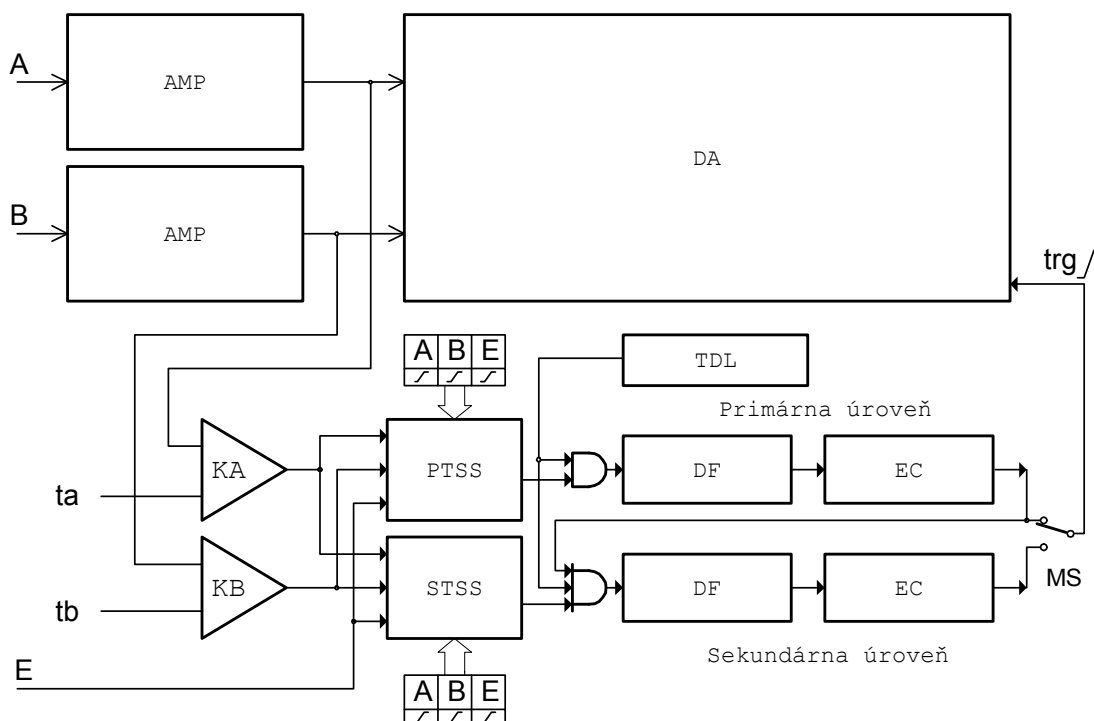 A
AMP
DA
B
AMP
trg
A B E
TDL
Primárna úroveň
KA
PTSS
DF
EC
ta
KB
STSS
DF
EC
MS
tb
Sekundárna úroveň
E
A B E